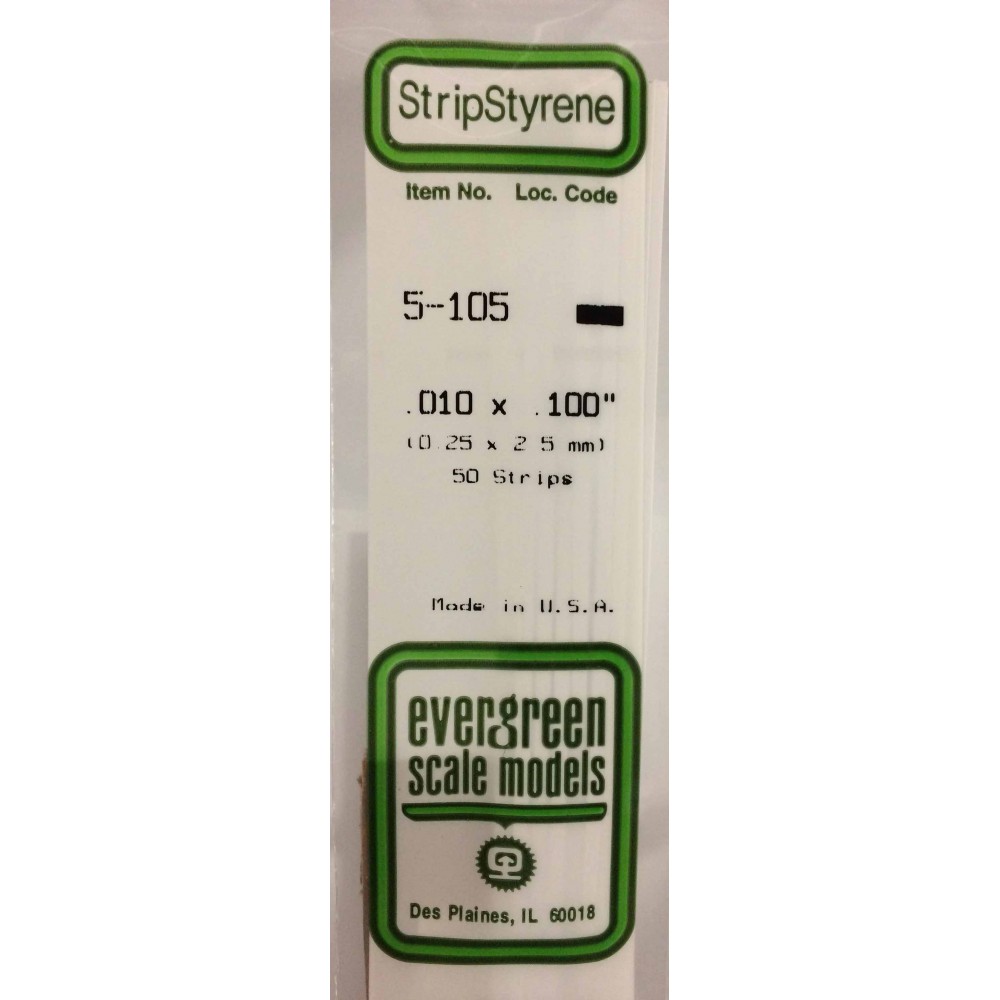 StripStyrene
Item No. Loc. Code
5-105
.010 x .100"
(0.25 x 2.5 mm)
50 Strips
Made in U.S.A.
evergreen
scale models
Des Plaines, IL 60018